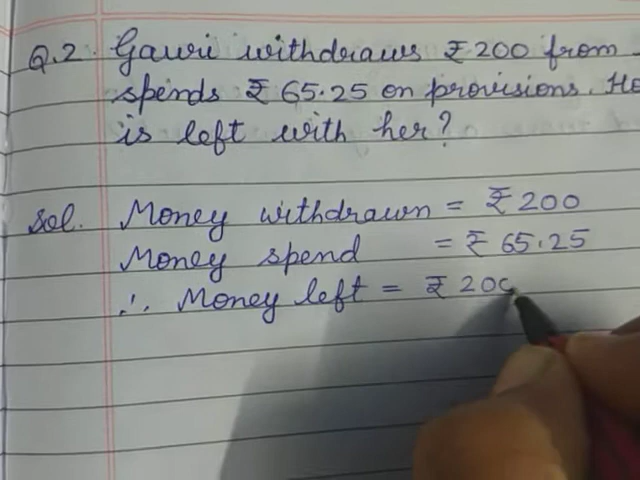 Q.2. Gauri withdraws ₹ 200 from
spends ₹ 65.25 on provisions. Ho
is left with her?
Sol. Money withdrawn = ₹ 200
Money spend = ₹ 65.25
∴ Money left = ₹ 200